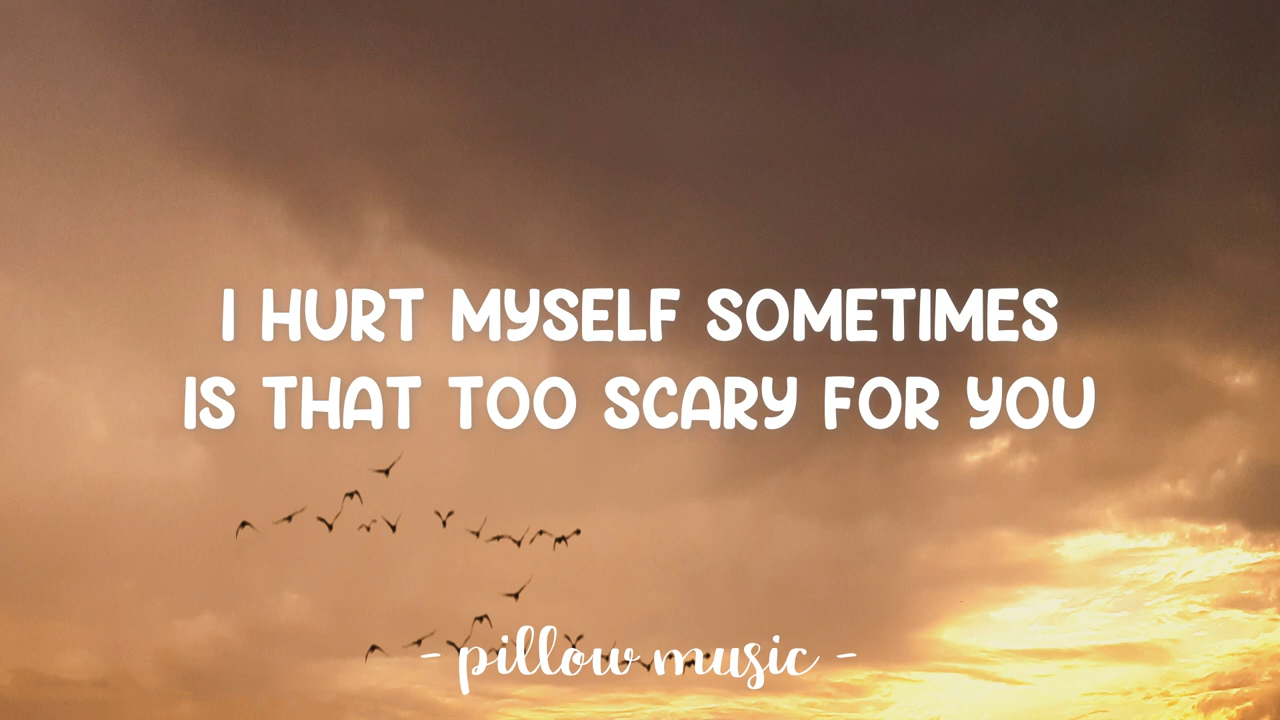 I HURT MYSELF SOMETIMES
IS THAT TOO SCARY FOR YOU
- pillow music -